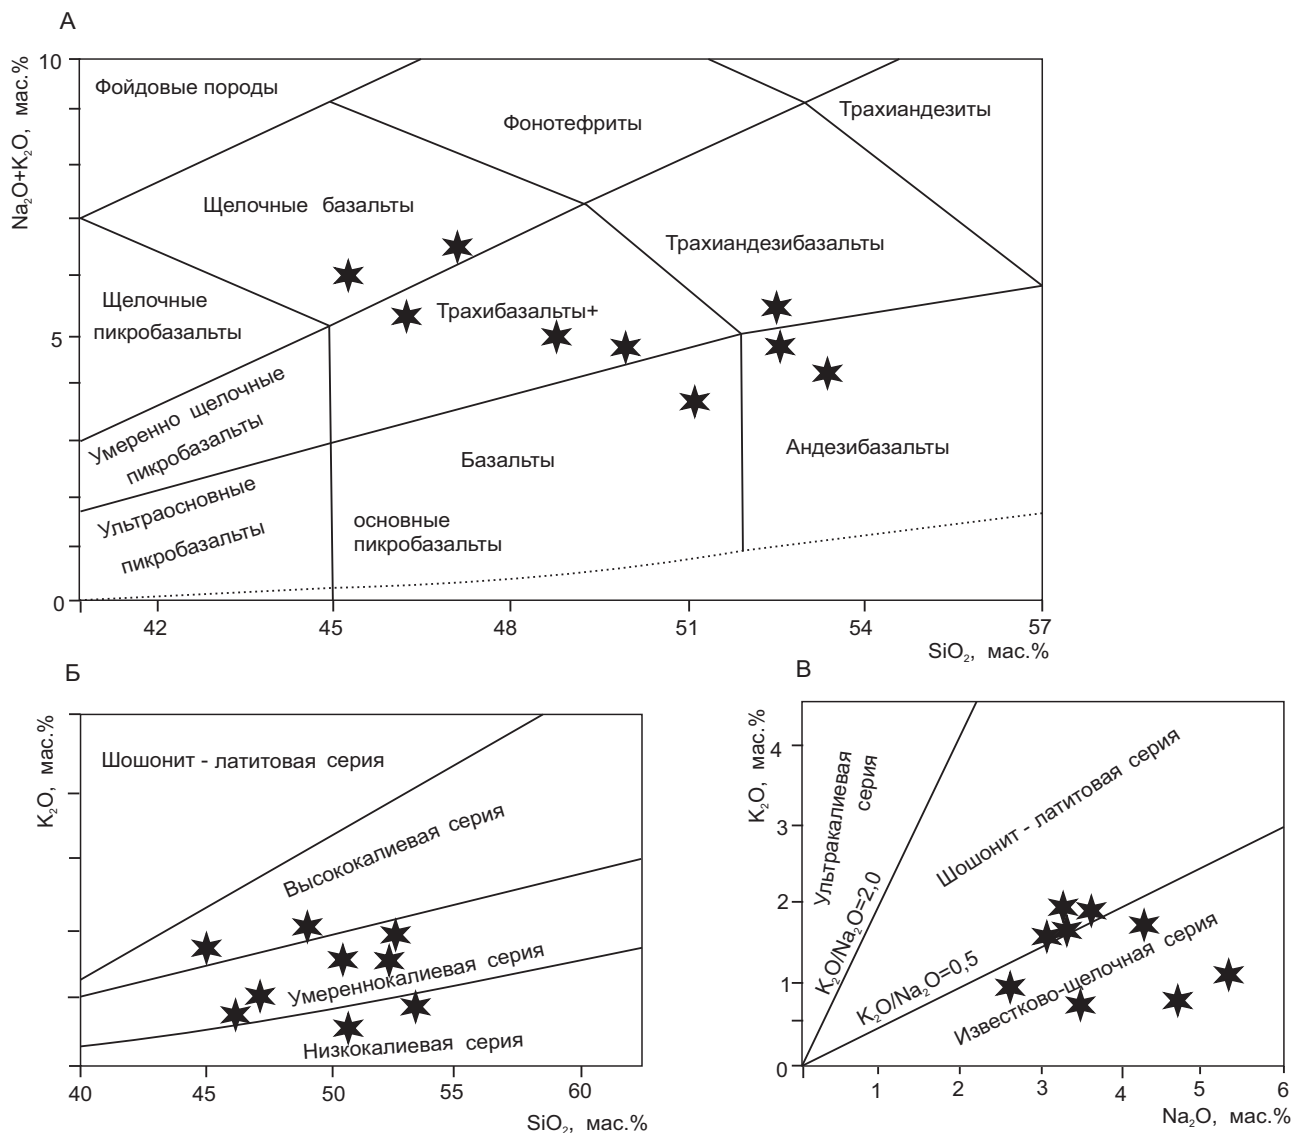 А
Na₂O+K₂O, мас.%
10
5
0
Фойдовые породы
Фонотефриты
Трахиандезиты
Щелочные базальты
Трахиандезибазальты
Щелочные
пикробазальты
Трахибазальты+
Умеренно щелочные
пикробазальты
Ультраосновные
пикробазальты
Базальты
Андезибазальты
основные
пикробазальты
42 45 48 51 54 57
SiO₂, мас.%
Б
K₂O, мас.%
Шошонит - латитовая серия
Высококалиевая серия
Умереннокалиевая серия
Низкокалиевая серия
40 45 50 55 60
SiO₂, мас.%
В
K₂O, мас.%
4
3
2
1
0
Ультракалиевая
серия
K₂O/Na₂O=2,0
Шошонит - латитовая серия
K₂O/Na₂O=0,5
Известково-щелочная серия
1 2 3 4 5 6
Na₂O, мас.%